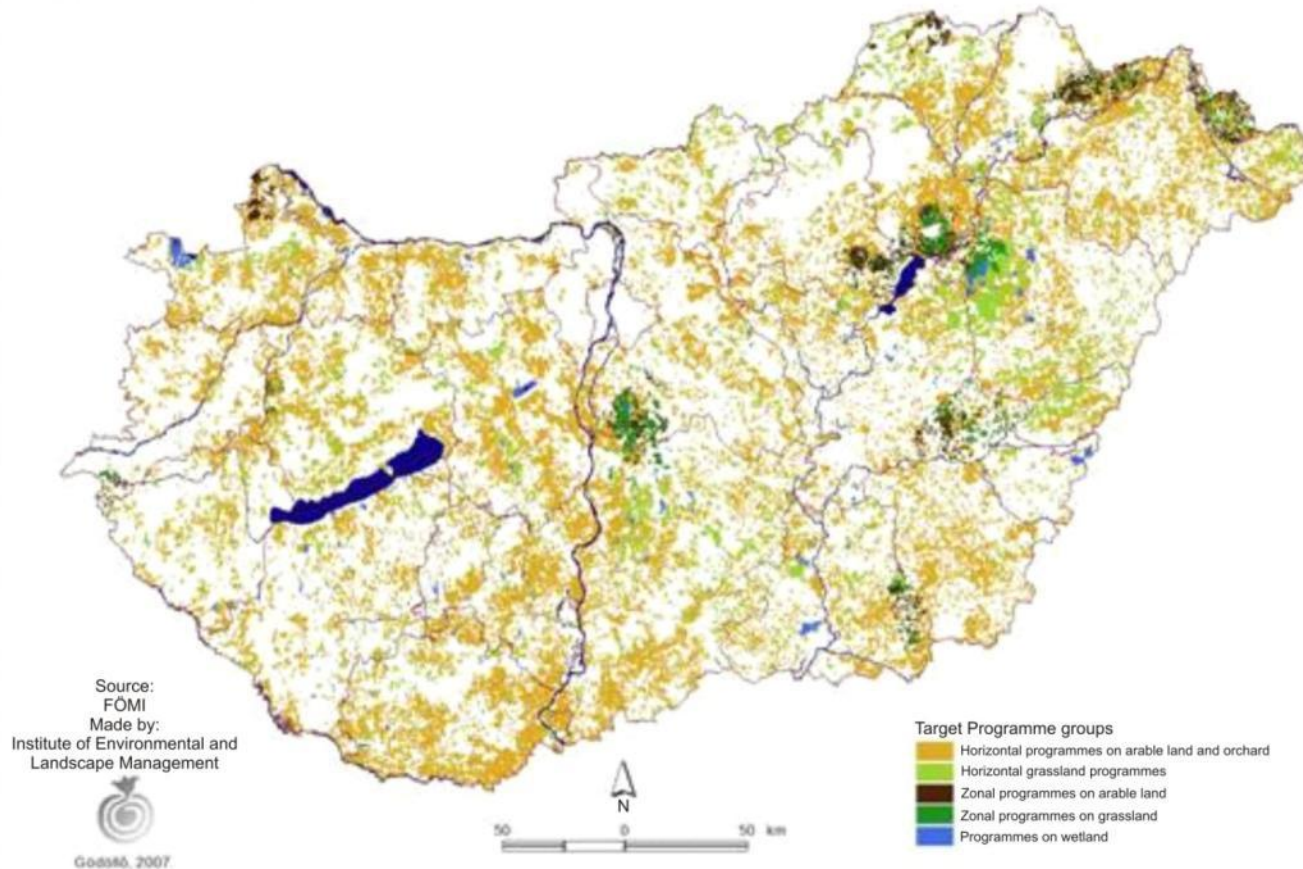 Source:
FÖMI
Made by:
Institute of Environmental and
Landscape Management
Gödöllő, 2007.
N
50 0 50 km
Target Programme groups
Horizontal programmes on arable land and orchard
Horizontal grassland programmes
Zonal programmes on arable land
Zonal programmes on grassland
Programmes on wetland